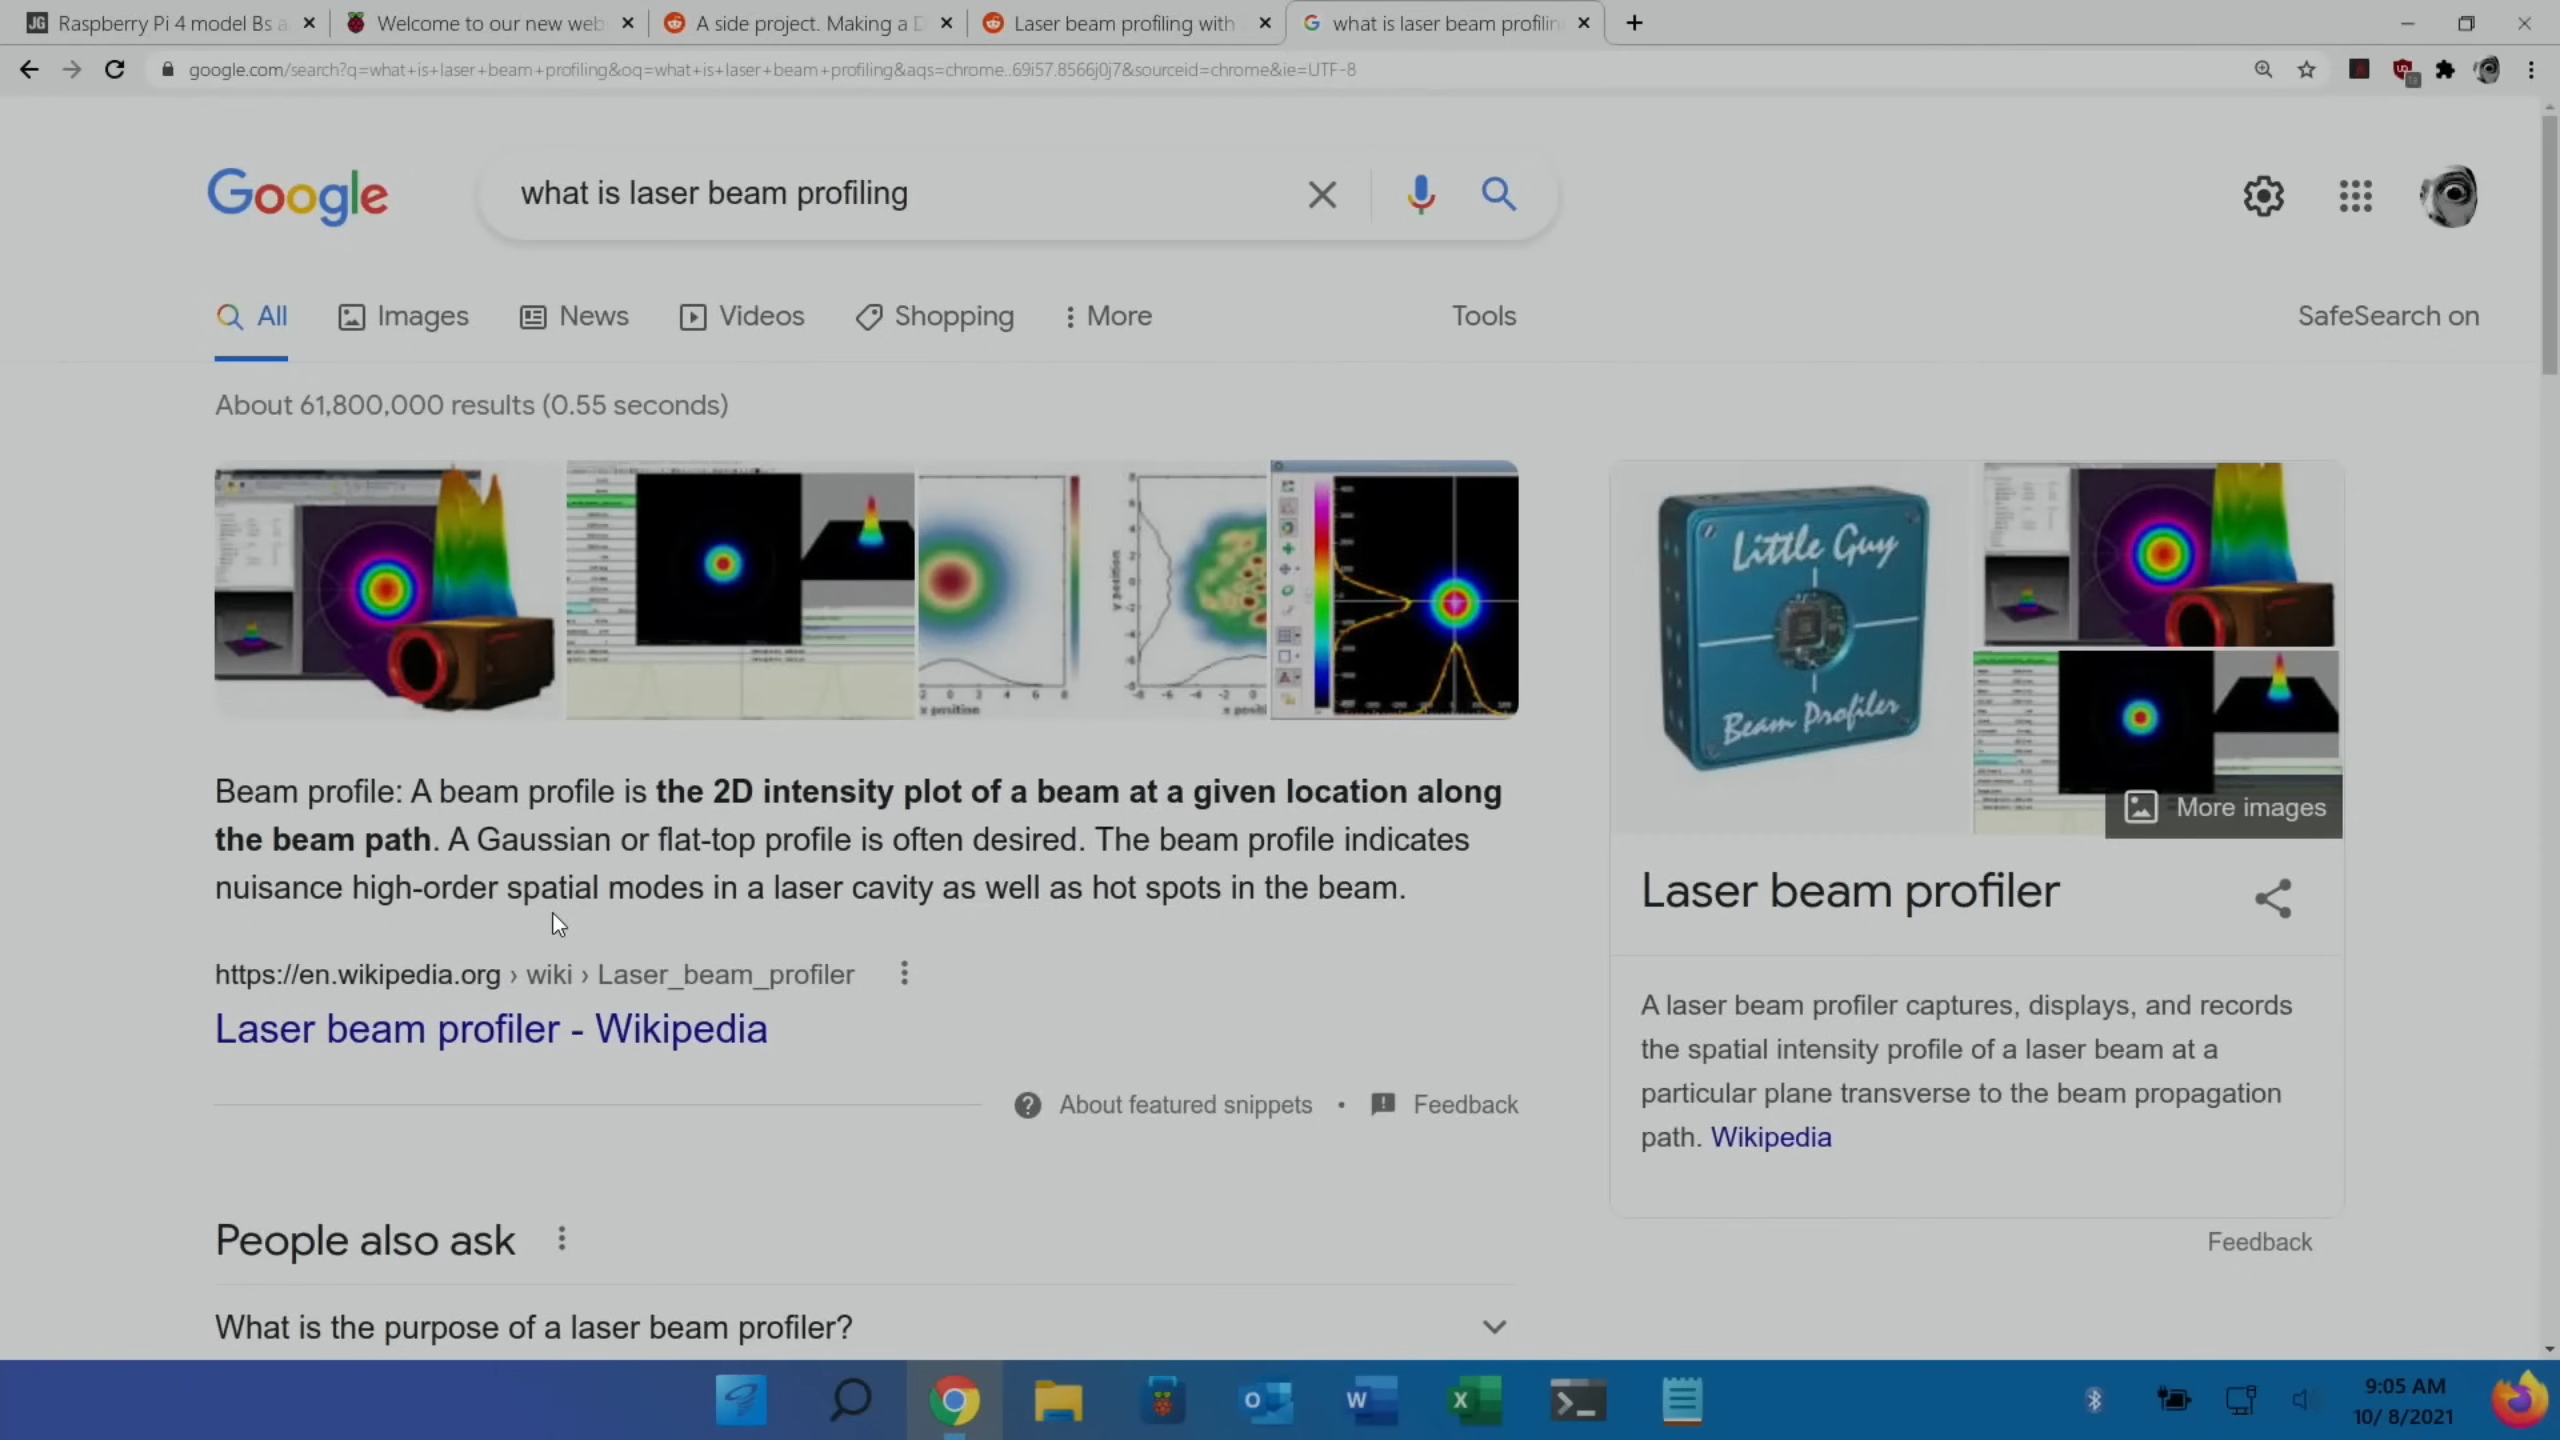 JG Raspberry Pi 4 model Bs a
Welcome to our new web
A side project. Making a D
Laser beam profiling with
what is laser beam profilin
google.com/search?q=what+is+laser+beam+profiling&oq=what+is+laser+beam+profiling&aqs=chrome..69i57.8566j0j7&sourceid=chrome&ie=UTF-8
Google
what is laser beam profiling
All Images News Videos Shopping More Tools SafeSearch on
About 61,800,000 results (0.55 seconds)
y position
x position
Beam profile: A beam profile is the 2D intensity plot of a beam at a given location along
the beam path. A Gaussian or flat-top profile is often desired. The beam profile indicates
nuisance high-order spatial modes in a laser cavity as well as hot spots in the beam.
https://en.wikipedia.org › wiki › Laser_beam_profiler
Laser beam profiler - Wikipedia
About featured snippets • Feedback
People also ask
What is the purpose of a laser beam profiler?
Little Guy
Beam Profiler
More images
Laser beam profiler
A laser beam profiler captures, displays, and records
the spatial intensity profile of a laser beam at a
particular plane transverse to the beam propagation
path. Wikipedia
Feedback
9:05 AM
10/ 8/2021